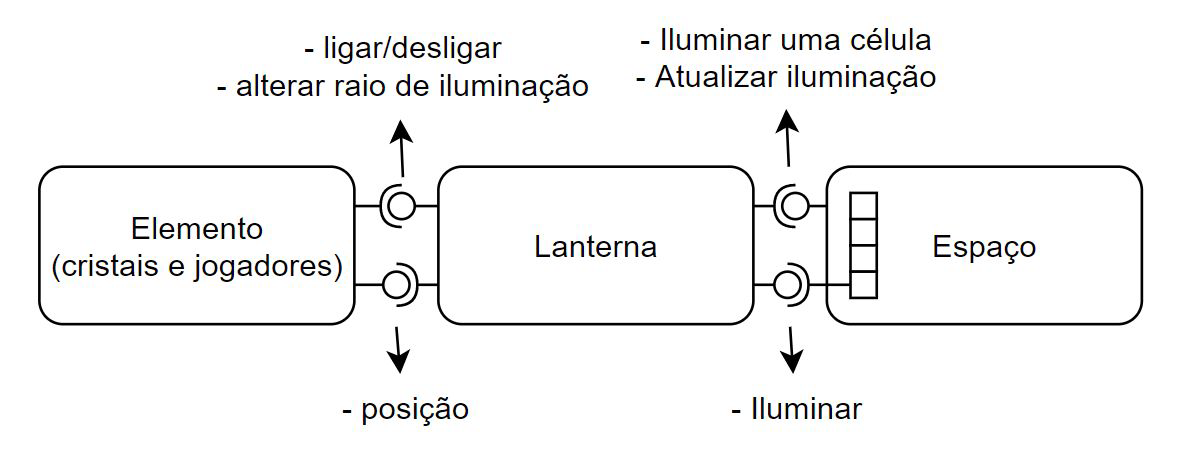 - ligar/desligar
- alterar raio de iluminação
- Iluminar uma célula
- Atualizar iluminação
Elemento
(cristais e jogadores)
Lanterna
Espaço
- posição
- Iluminar